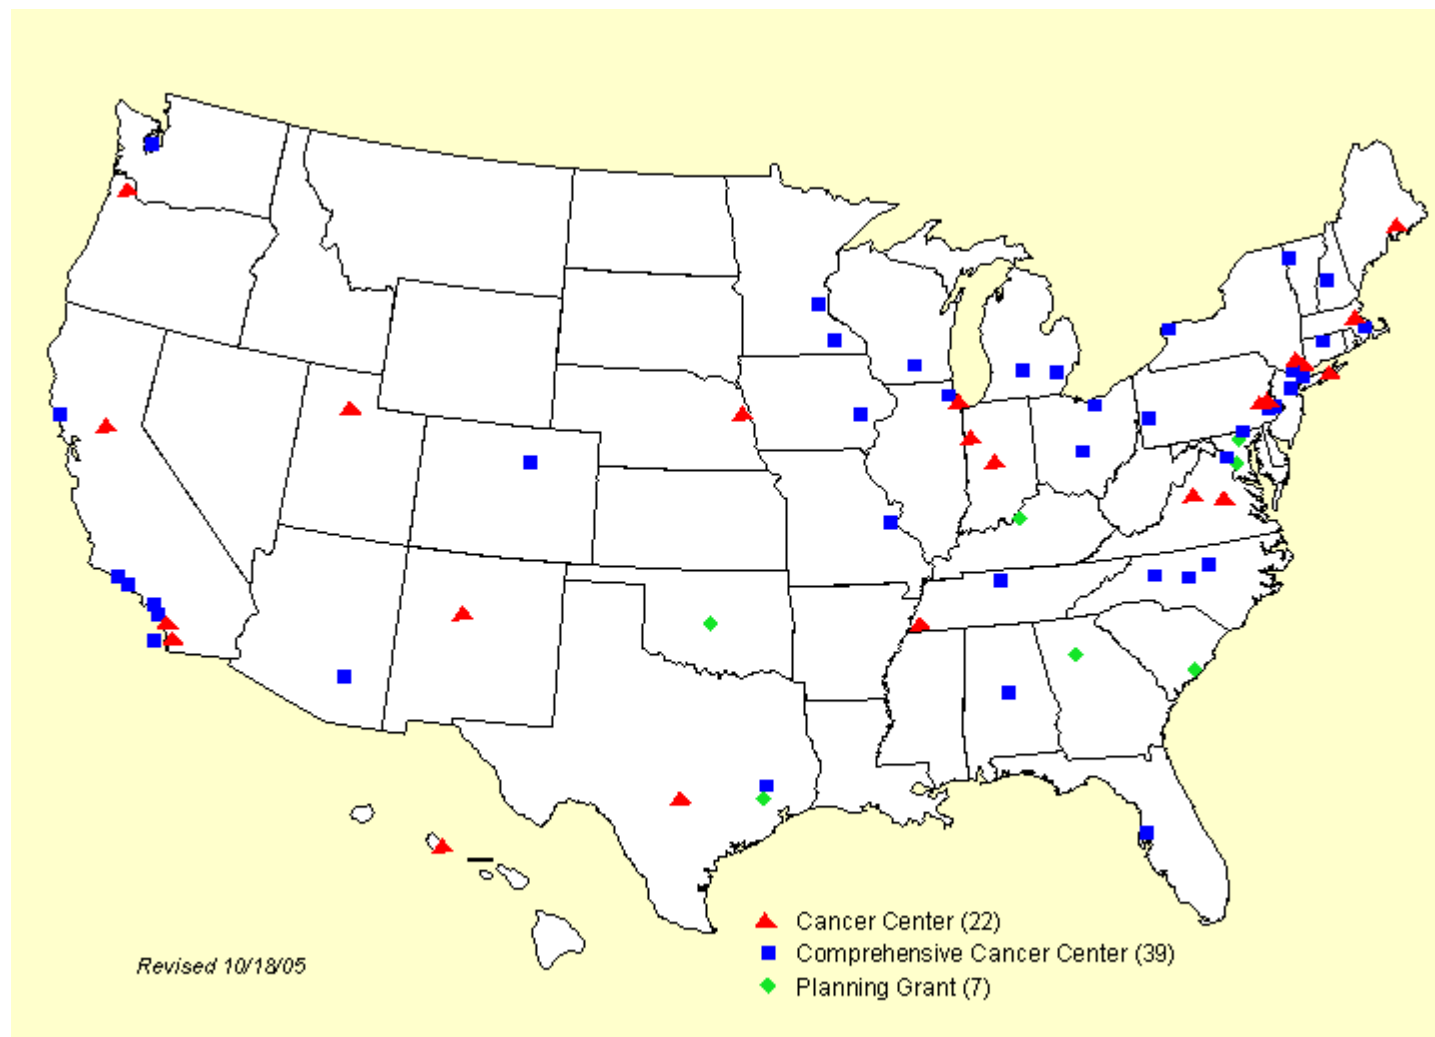 Cancer Center (22)
Comprehensive Cancer Center (39)
Planning Grant (7)
Revised 10/18/05